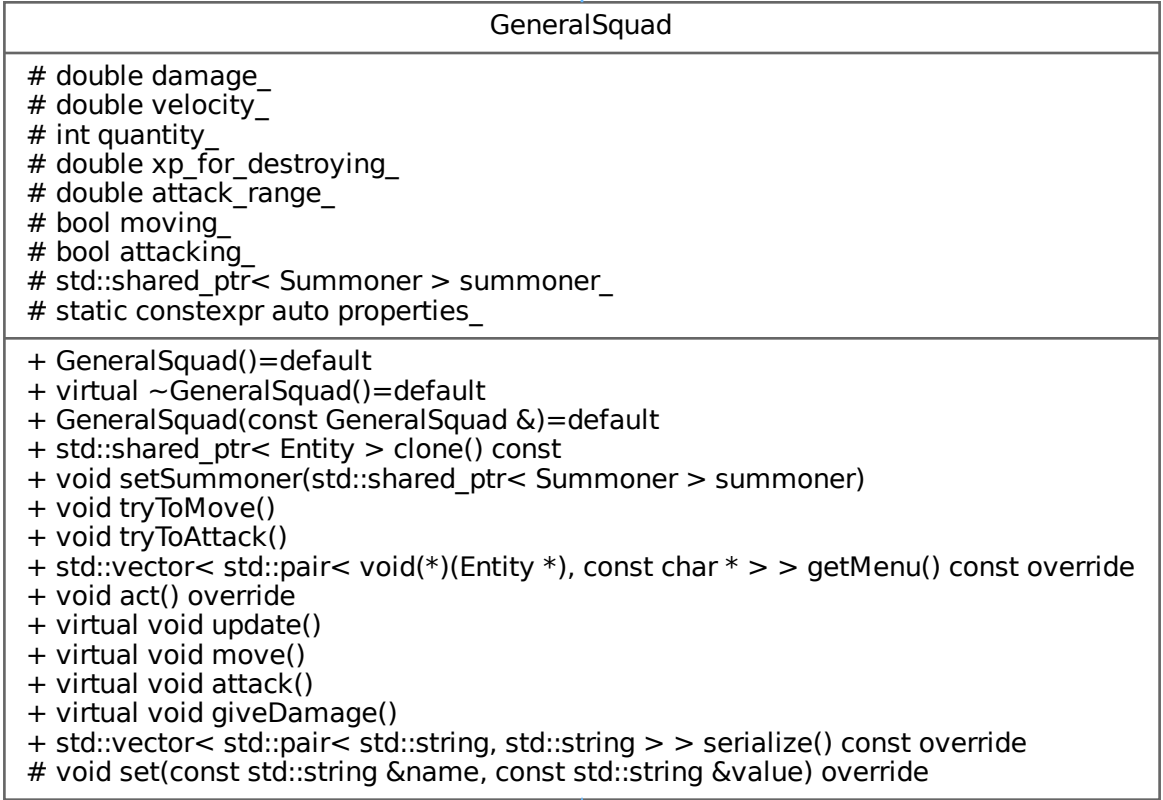 GeneralSquad
# double damage_
# double velocity_
# int quantity_
# double xp_for_destroying_
# double attack_range_
# bool moving_
# bool attacking_
# std::shared_ptr< Summoner > summoner_
# static constexpr auto properties_
+ GeneralSquad()=default
+ virtual ~GeneralSquad()=default
+ GeneralSquad(const GeneralSquad &)=default
+ std::shared_ptr< Entity > clone() const
+ void setSummoner(std::shared_ptr< Summoner > summoner)
+ void tryToMove()
+ void tryToAttack()
+ std::vector< std::pair< void(*)(Entity *), const char * > > getMenu() const override
+ void act() override
+ virtual void update()
+ virtual void move()
+ virtual void attack()
+ virtual void giveDamage()
+ std::vector< std::pair< std::string, std::string > > serialize() const override
# void set(const std::string &name, const std::string &value) override